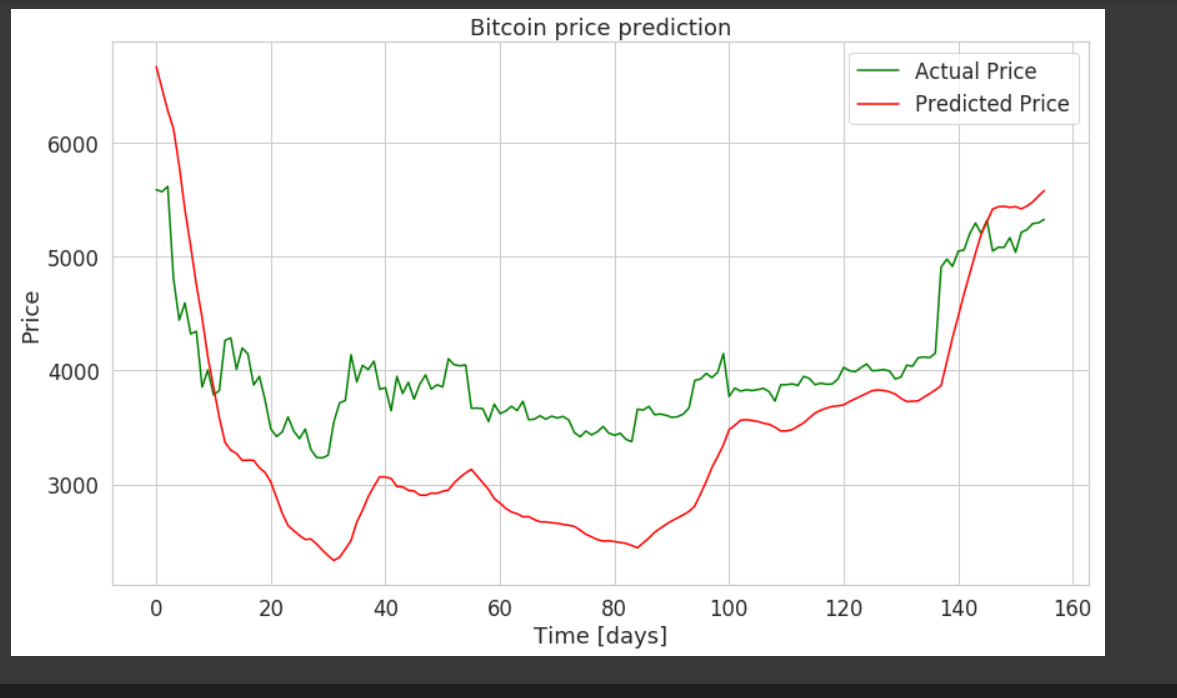 Bitcoin price prediction
Actual Price
Predicted Price
6000
5000
4000
3000
Price
0 20 40 60 80 100 120 140 160
Time [days]